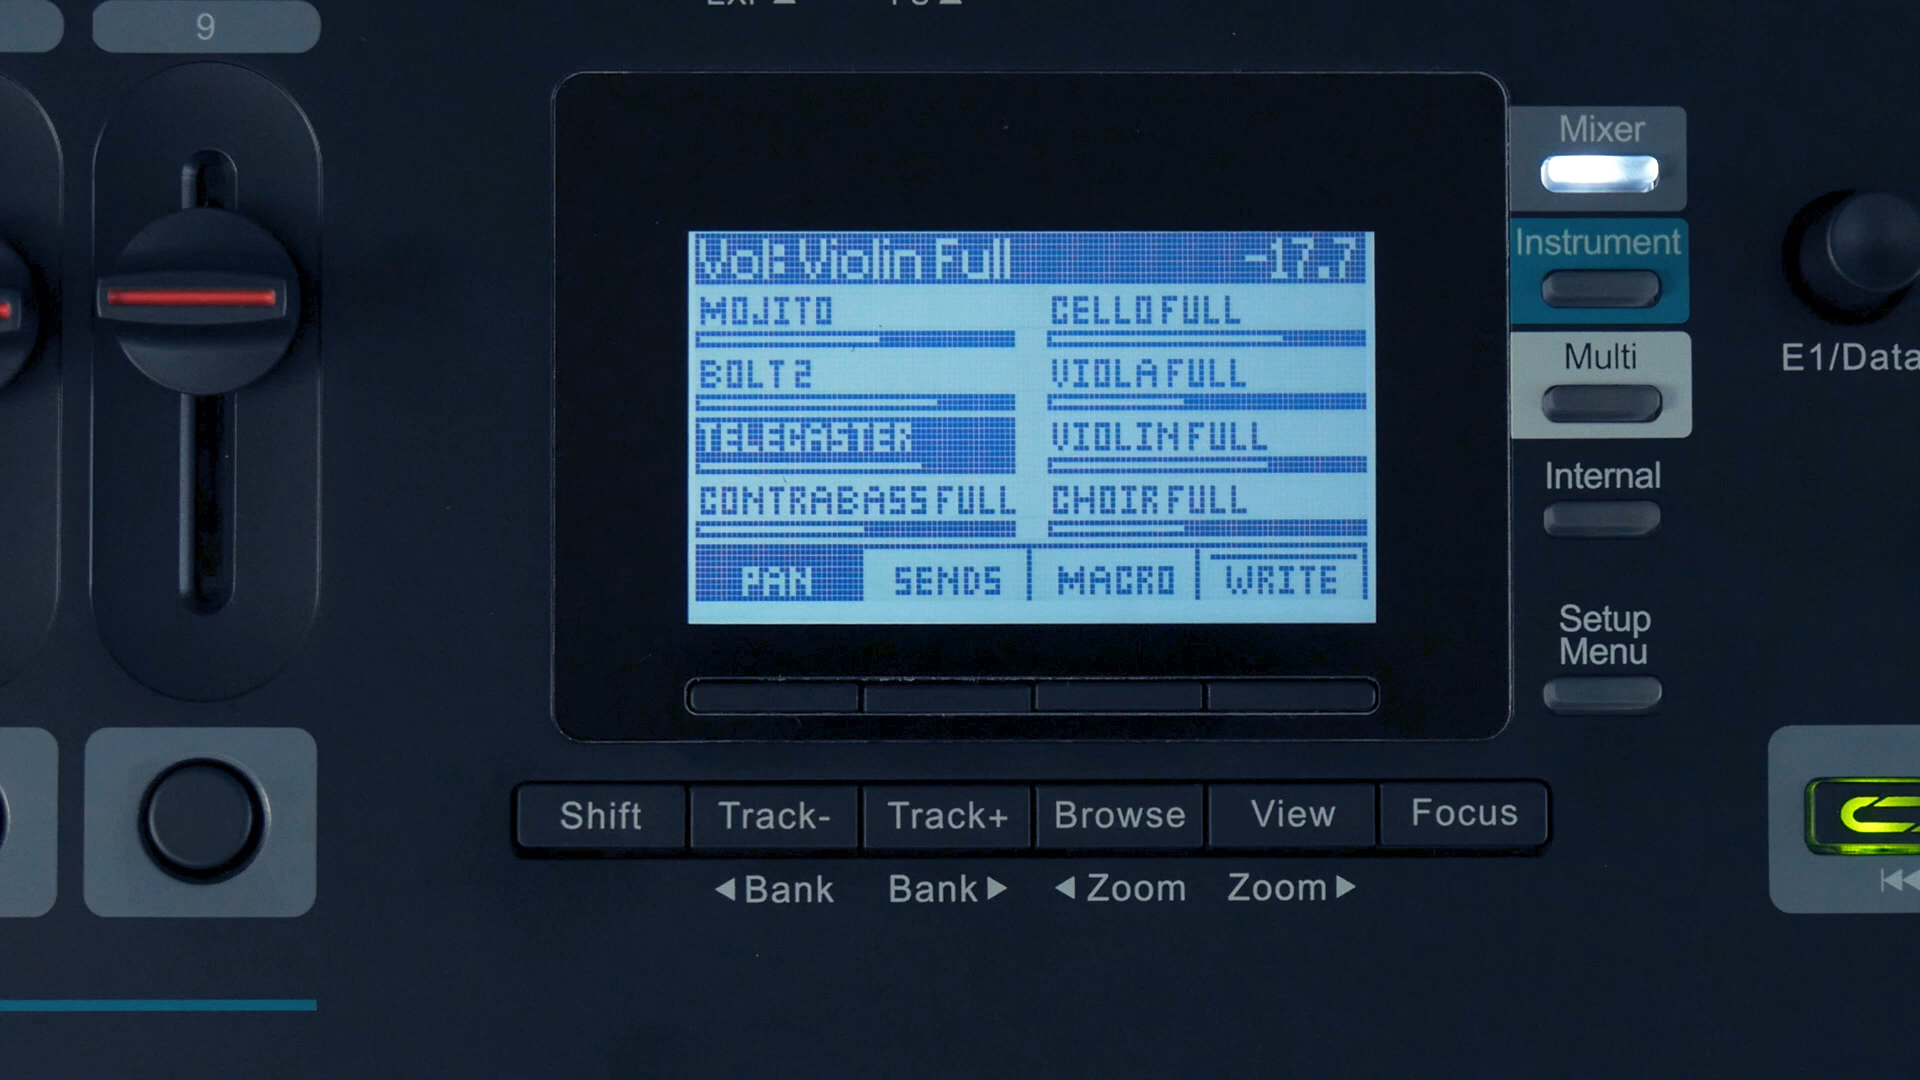 9
Mixer
Vol: Violin Full -17.7
Instrument
MOJITO CELLO FULL
BOLT 2 VIOLA FULL
Multi
E1/Data
TELECASTER VIOLIN FULL
CONTRABASS FULL CHOIR FULL
Internal
PAN SENDS MACRO WRITE
Setup
Menu
Shift Track- Track+ Browse View Focus
◀Bank Bank▶ ◀Zoom Zoom▶